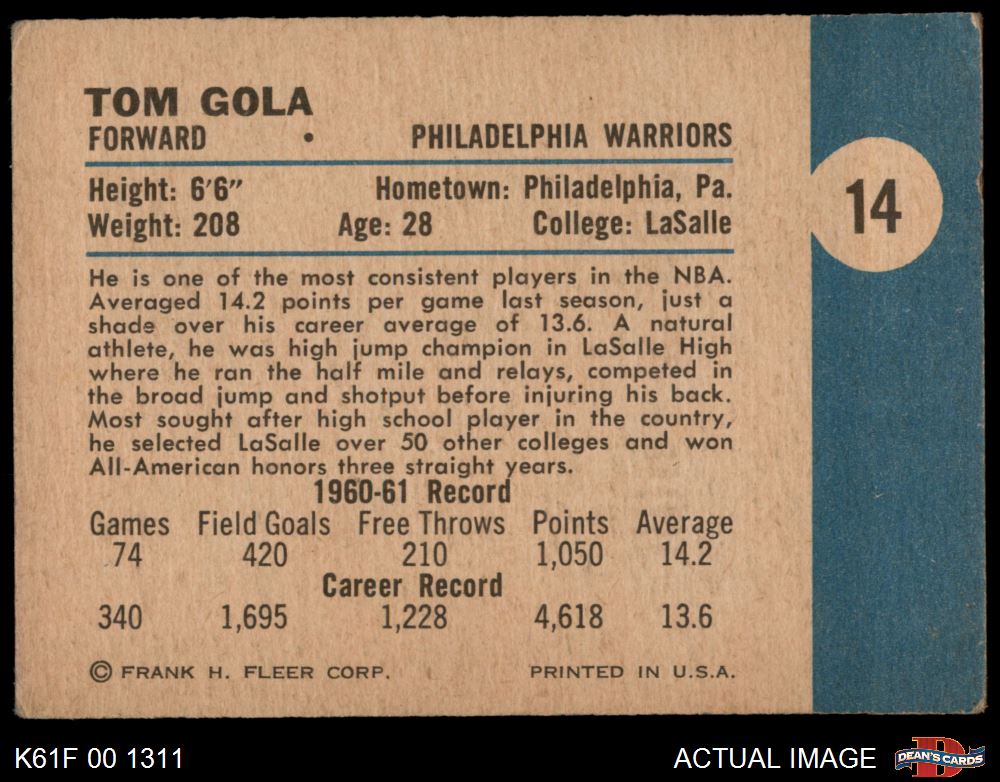 TOM GOLA
FORWARD • PHILADELPHIA WARRIORS
Height: 6'6" Hometown: Philadelphia, Pa.
Weight: 208 Age: 28 College: LaSalle
14
He is one of the most consistent players in the NBA.
Averaged 14.2 points per game last season, just a
shade over his career average of 13.6. A natural
athlete, he was high jump champion in LaSalle High
where he ran the half mile and relays, competed in
the broad jump and shotput before injuring his back.
Most sought after high school player in the country,
he selected LaSalle over 50 other colleges and won
All-American honors three straight years.
1960-61 Record
Games Field Goals Free Throws Points Average
74 420 210 1,050 14.2
Career Record
340 1,695 1,228 4,618 13.6
© FRANK H. FLEER CORP. PRINTED IN U.S.A.
K61F 00 1311 ACTUAL IMAGE D DEAN'S CARDS